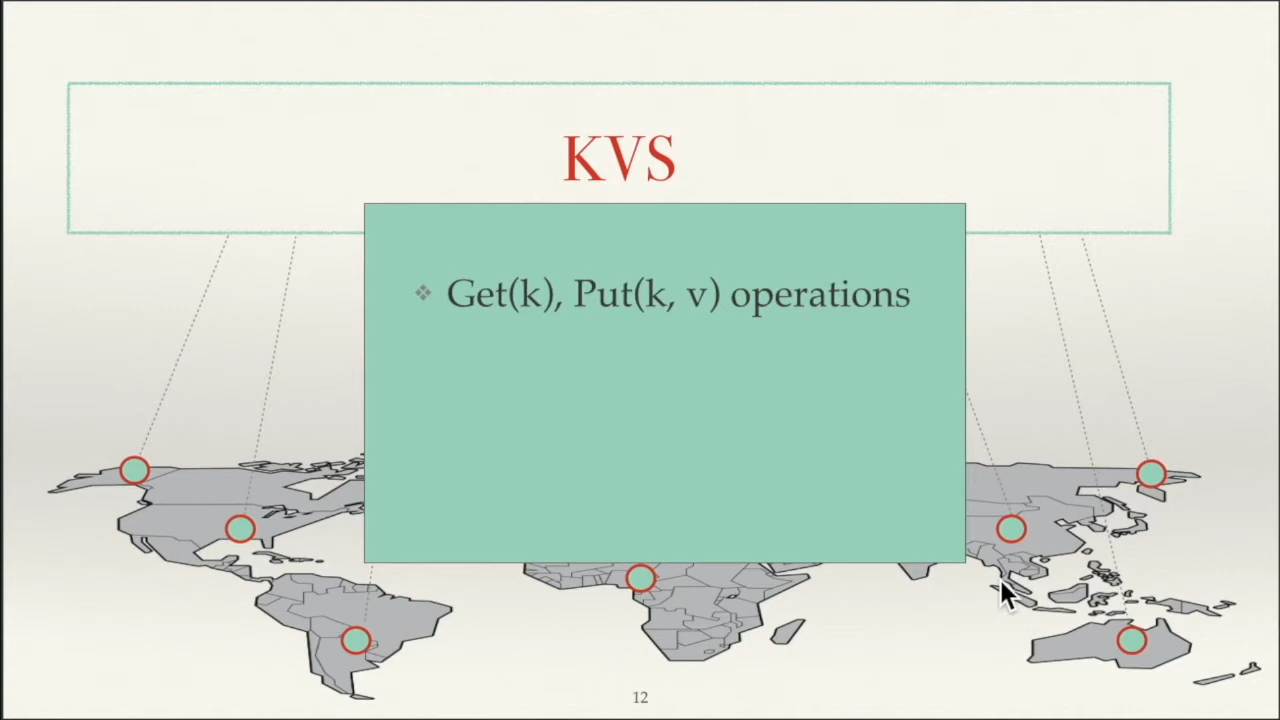 KVS
❖ Get(k), Put(k, v) operations
12